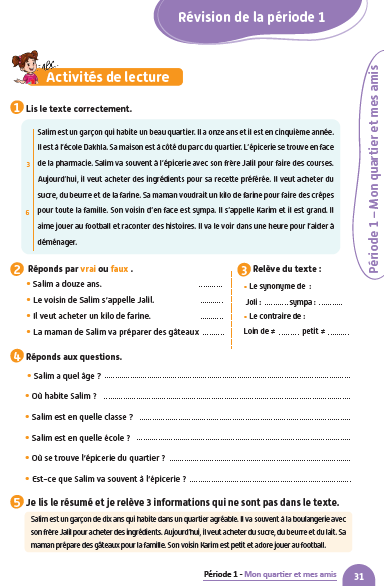 Révision de la période 1
ABC
Activités de lecture
1 Lis le texte correctement.
Salim est un garçon qui habite un beau quartier. Il a onze ans et il est en cinquième année.
Il est à l'école Dakhla. Sa maison est à côté du parc du quartier. L'épicerie se trouve en face
3 de la pharmacie. Salim va souvent à l'épicerie avec son frère Jalil pour faire des courses.
Aujourd'hui, il veut acheter des ingrédients pour sa recette préférée. Il veut acheter du
sucre, du beurre et de la farine. Sa maman voudrait un kilo de farine pour faire des crêpes
6 pour toute la famille. Son voisin d'en face est sympa. Il s'appelle Karim et il est grand. Il
aime jouer au football et raconter des histoires. Il va le voir dans une heure pour l'aider à
déménager.
2 Réponds par vrai ou faux .
• Salim a douze ans. ..........
• Le voisin de Salim s'appelle Jalil. .........
• Il veut acheter un kilo de farine. .........
• La maman de Salim va préparer des gâteaux ........
3 Relève du texte :
• Le synonyme de :
Joli : .......... sympa : ..........
• Le contraire de :
Loin de ≠ ........ petit ≠ ........
4 Réponds aux questions.
• Salim a quel âge ? ..........
• Où habite Salim ? ..........
• Salim est en quelle classe ? ..........
• Salim est en quelle école ? ..........
• Où se trouve l'épicerie du quartier ? ..........
• Est-ce que Salim va souvent à l'épicerie ? ..........
5 Je lis le résumé et je relève 3 informations qui ne sont pas dans le texte.
Salim est un garçon de dix ans qui habite dans un quartier agréable. Il va souvent à la boulangerie avec
son frère Jalil pour acheter des ingrédients. Aujourd'hui, il veut acheter du sucre, du beurre et du lait. Sa
maman prépare des gâteaux pour la famille. Son voisin Karim est petit et adore jouer au football.
Période 1 – Mon quartier et mes amis
Période 1 - Mon quartier et mes amis 31